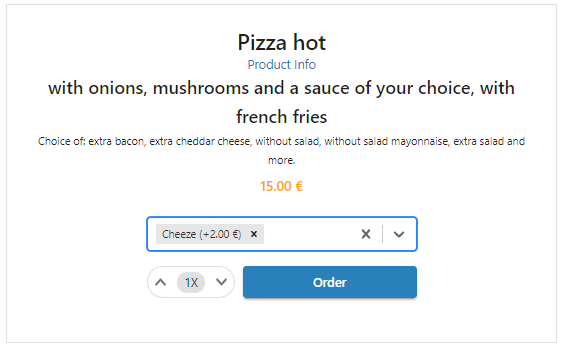 Pizza hot
Product Info
with onions, mushrooms and a sauce of your choice, with
french fries
Choice of: extra bacon, extra cheddar cheese, without salad, without salad mayonnaise, extra salad and
more.
15.00 €
Cheeze (+2.00 €) ×
1X
Order